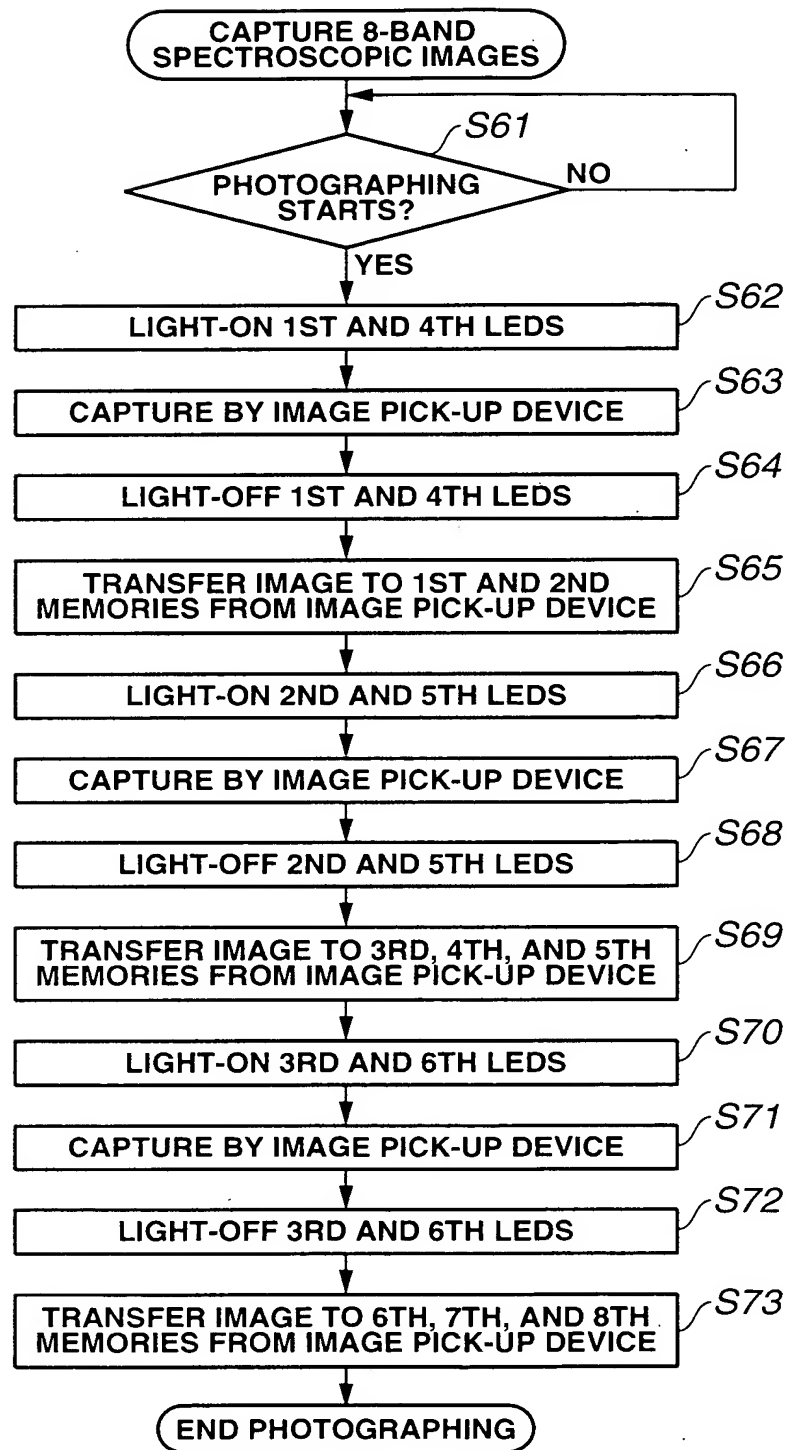 CAPTURE 8-BAND
SPECTROSCOPIC IMAGES
S61
PHOTOGRAPHING
STARTS?
NO
YES
S62
LIGHT-ON 1ST AND 4TH LEDS
S63
CAPTURE BY IMAGE PICK-UP DEVICE
S64
LIGHT-OFF 1ST AND 4TH LEDS
S65
TRANSFER IMAGE TO 1ST AND 2ND
MEMORIES FROM IMAGE PICK-UP DEVICE
S66
LIGHT-ON 2ND AND 5TH LEDS
S67
CAPTURE BY IMAGE PICK-UP DEVICE
S68
LIGHT-OFF 2ND AND 5TH LEDS
S69
TRANSFER IMAGE TO 3RD, 4TH, AND 5TH
MEMORIES FROM IMAGE PICK-UP DEVICE
S70
LIGHT-ON 3RD AND 6TH LEDS
S71
CAPTURE BY IMAGE PICK-UP DEVICE
S72
LIGHT-OFF 3RD AND 6TH LEDS
S73
TRANSFER IMAGE TO 6TH, 7TH, AND 8TH
MEMORIES FROM IMAGE PICK-UP DEVICE
END PHOTOGRAPHING